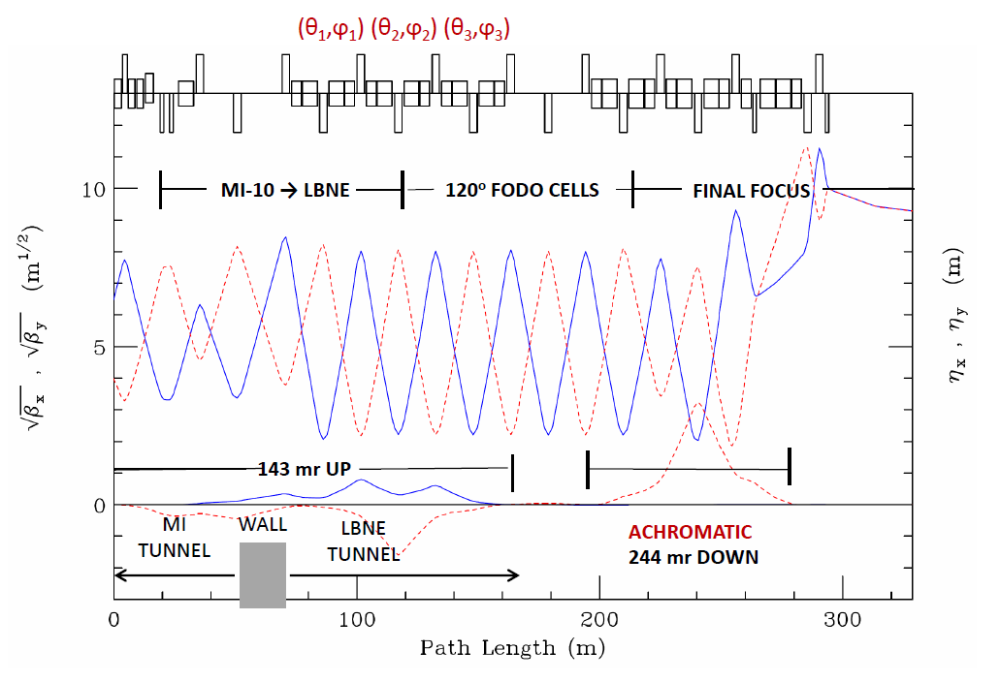 (θ₁,φ₁) (θ₂,φ₂) (θ₃,φ₃)
10
MI-10 → LBNE
120º FODO CELLS
FINAL FOCUS
√βx , √βy (m^1/2)
5
ηx , ηy (m)
143 mr UP
0
MI
TUNNEL
WALL
LBNE
TUNNEL
ACHROMATIC
244 mr DOWN
0
100
200
300
Path Length (m)